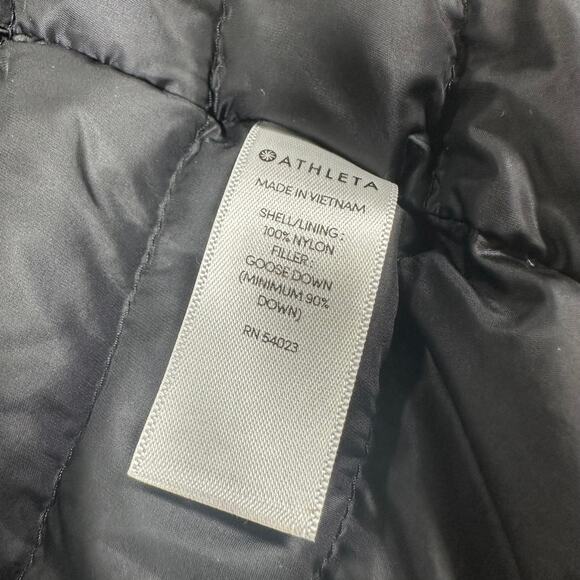 ATHLETA
MADE IN VIETNAM
SHELL/LINING :
100% NYLON
FILLER:
GOOSE DOWN
(MINIMUM 90%
DOWN)
RN 54023